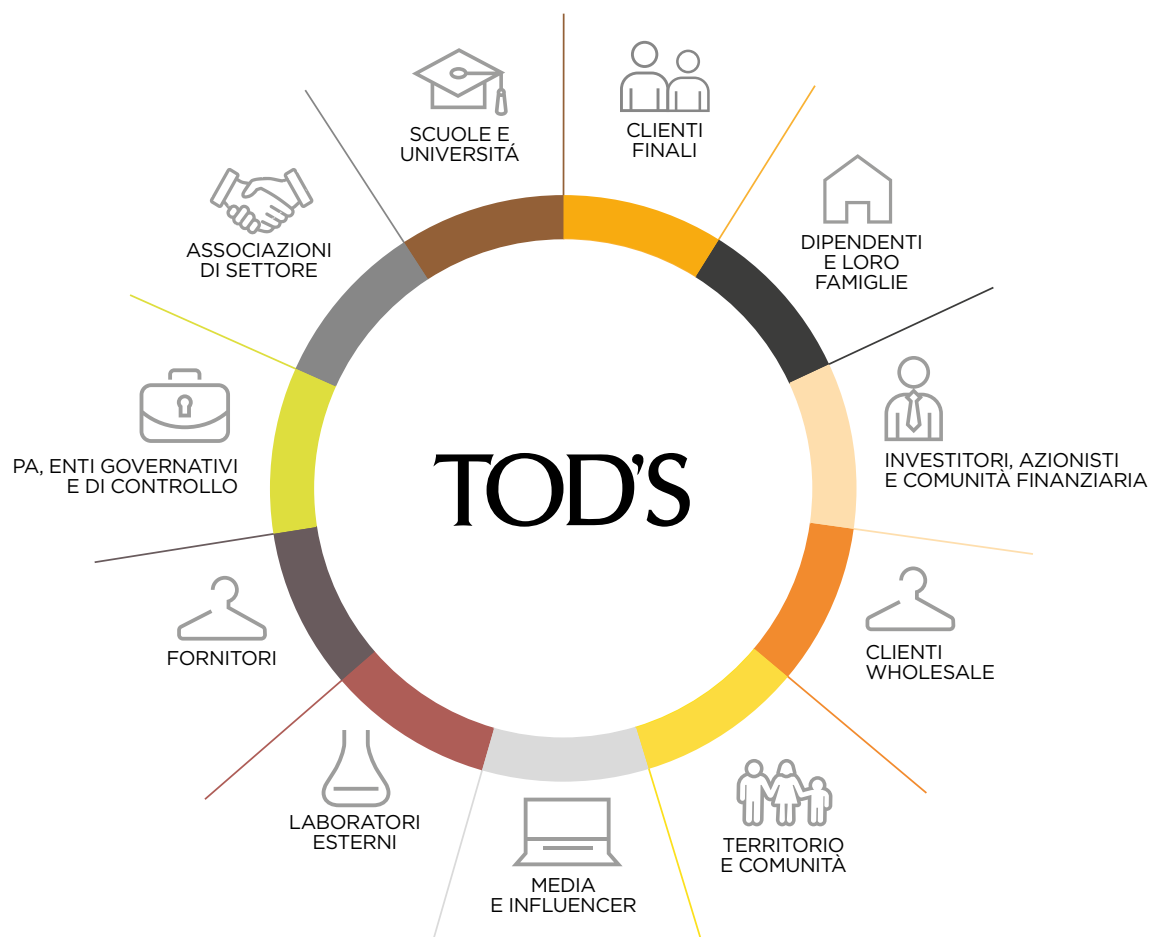 SCUOLE E
UNIVERSITÁ
CLIENTI
FINALI
ASSOCIAZIONI
DI SETTORE
DIPENDENTI
E LORO
FAMIGLIE
PA, ENTI GOVERNATIVI
E DI CONTROLLO
TOD'S
INVESTITORI, AZIONISTI
E COMUNITÀ FINANZIARIA
FORNITORI
CLIENTI
WHOLESALE
LABORATORI
ESTERNI
MEDIA
E INFLUENCER
TERRITORIO
E COMUNITÀ